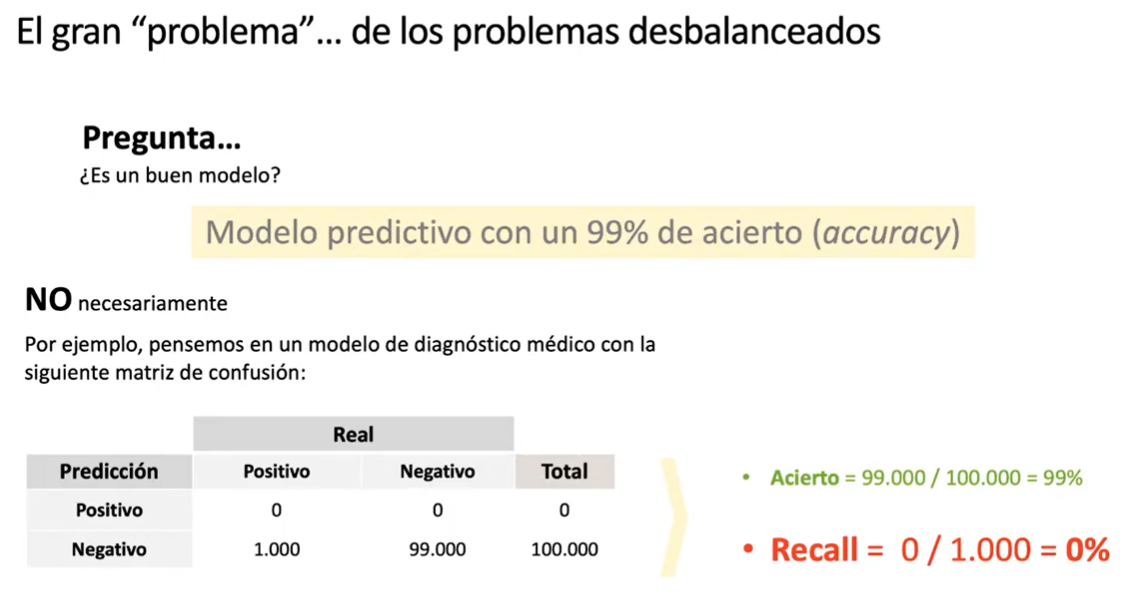 El gran “problema”... de los problemas desbalanceados
Pregunta...
¿Es un buen modelo?
Modelo predictivo con un 99% de acierto (accuracy)
NO necesariamente
Por ejemplo, pensemos en un modelo de diagnóstico médico con la
siguiente matriz de confusión:
Real
Predicción Positivo Negativo Total
Positivo 0 0 0
Negativo 1.000 99.000 100.000
• Acierto = 99.000 / 100.000 = 99%
• Recall = 0 / 1.000 = 0%